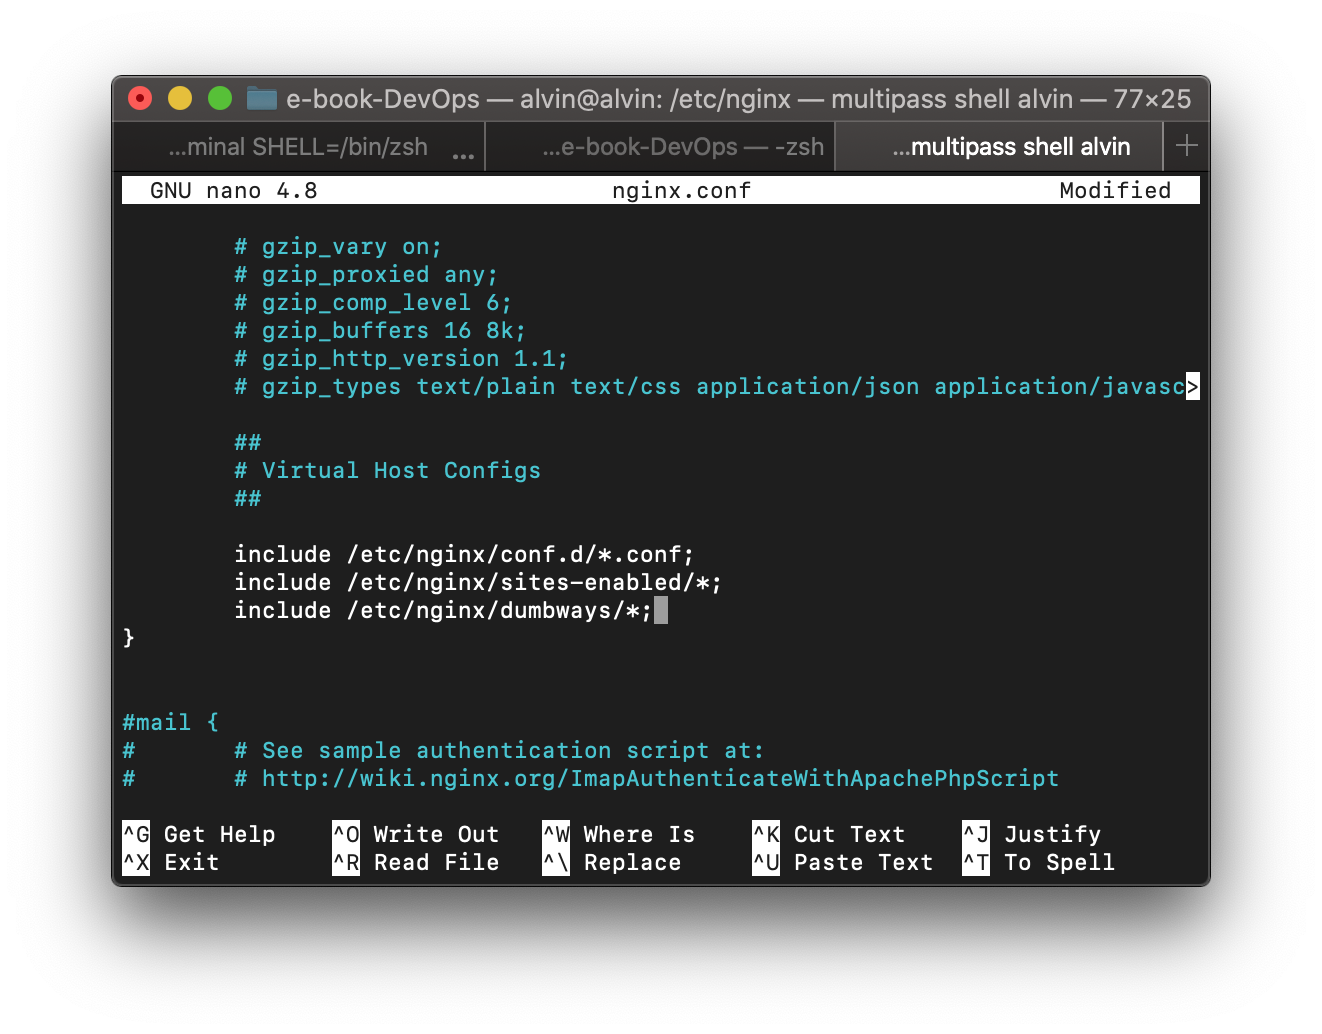 e-book-DevOps — alvin@alvin: /etc/nginx — multipass shell alvin — 77×25
...minal SHELL=/bin/zsh ... ...e-book-DevOps — -zsh ...multipass shell alvin +
GNU nano 4.8 nginx.conf Modified
# gzip_vary on;
# gzip_proxied any;
# gzip_comp_level 6;
# gzip_buffers 16 8k;
# gzip_http_version 1.1;
# gzip_types text/plain text/css application/json application/javasc>
##
# Virtual Host Configs
##
include /etc/nginx/conf.d/*.conf;
include /etc/nginx/sites-enabled/*;
include /etc/nginx/dumbways/*;
}
#mail {
# # See sample authentication script at:
# # http://wiki.nginx.org/ImapAuthenticateWithApachePhpScript
^G Get Help ^O Write Out ^W Where Is ^K Cut Text ^J Justify
^X Exit ^R Read File ^\ Replace ^U Paste Text ^T To Spell